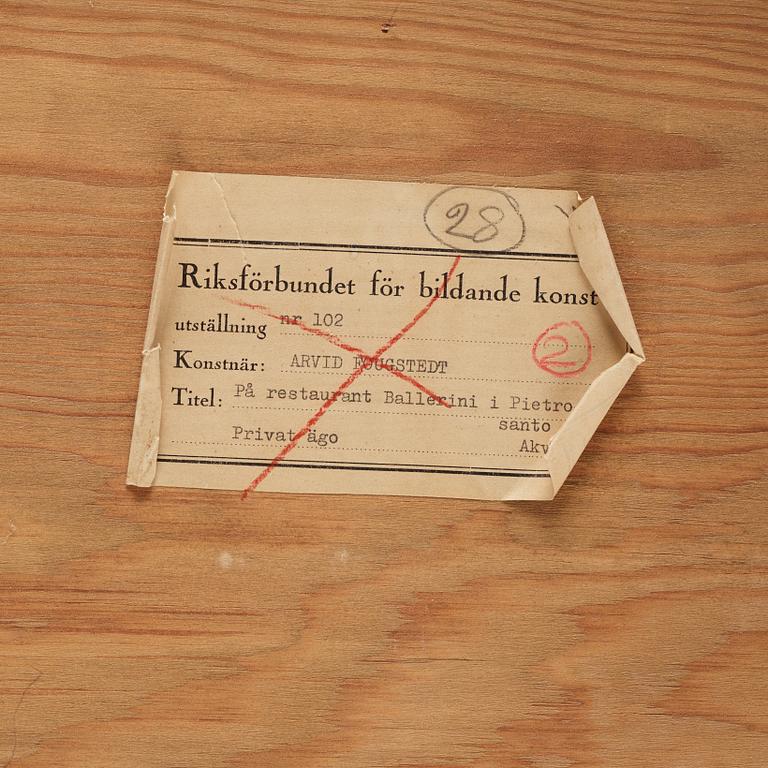 28
Riksförbundet för bildande konst
utställning nr 102
2
Konstnär: ARVID FOUGSTEDT
Titel: På restaurant Ballerini i Pietro
santo
Privat ägo Akv